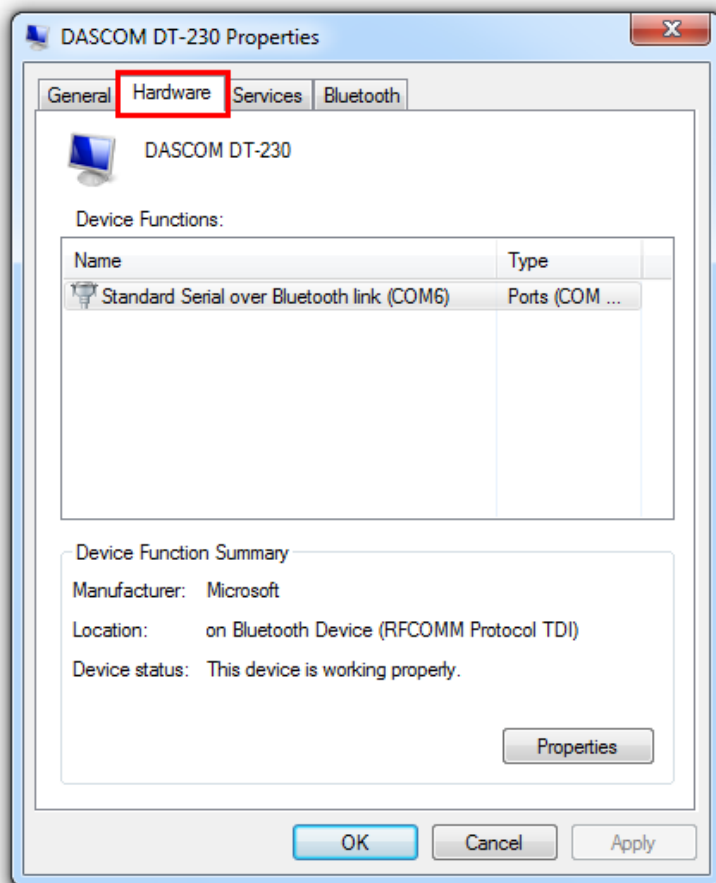 DASCOM DT-230 Properties
General Hardware Services Bluetooth
DASCOM DT-230
Device Functions:
Name Type
Standard Serial over Bluetooth link (COM6) Ports (COM ...
Device Function Summary
Manufacturer: Microsoft
Location: on Bluetooth Device (RFCOMM Protocol TDI)
Device status: This device is working properly.
Properties
OK Cancel Apply